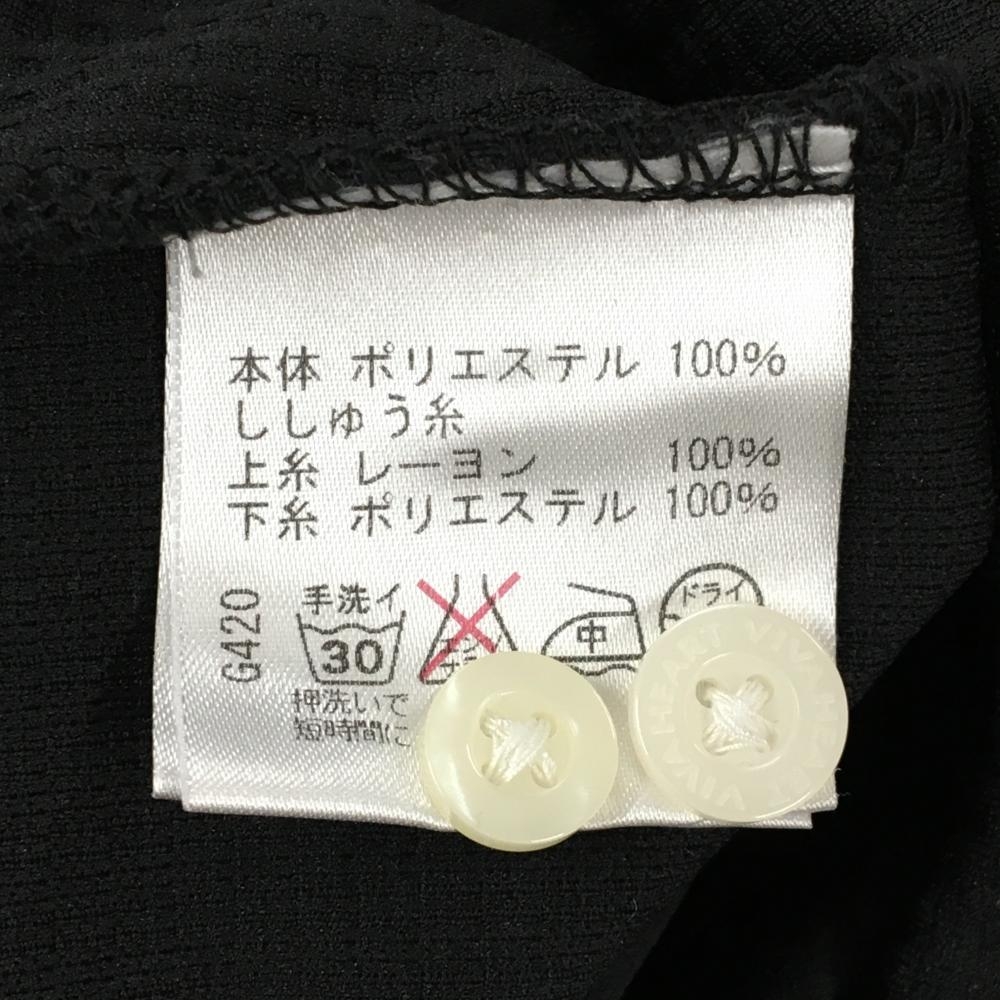 本体 ポリエステル 100%
ししゅう糸
上糸 レーヨン 100%
下糸 ポリエステル 100%
G420
手洗イ
30
中
ドライ
押洗いで
短時間に
VIVA HEART VIVA HEART